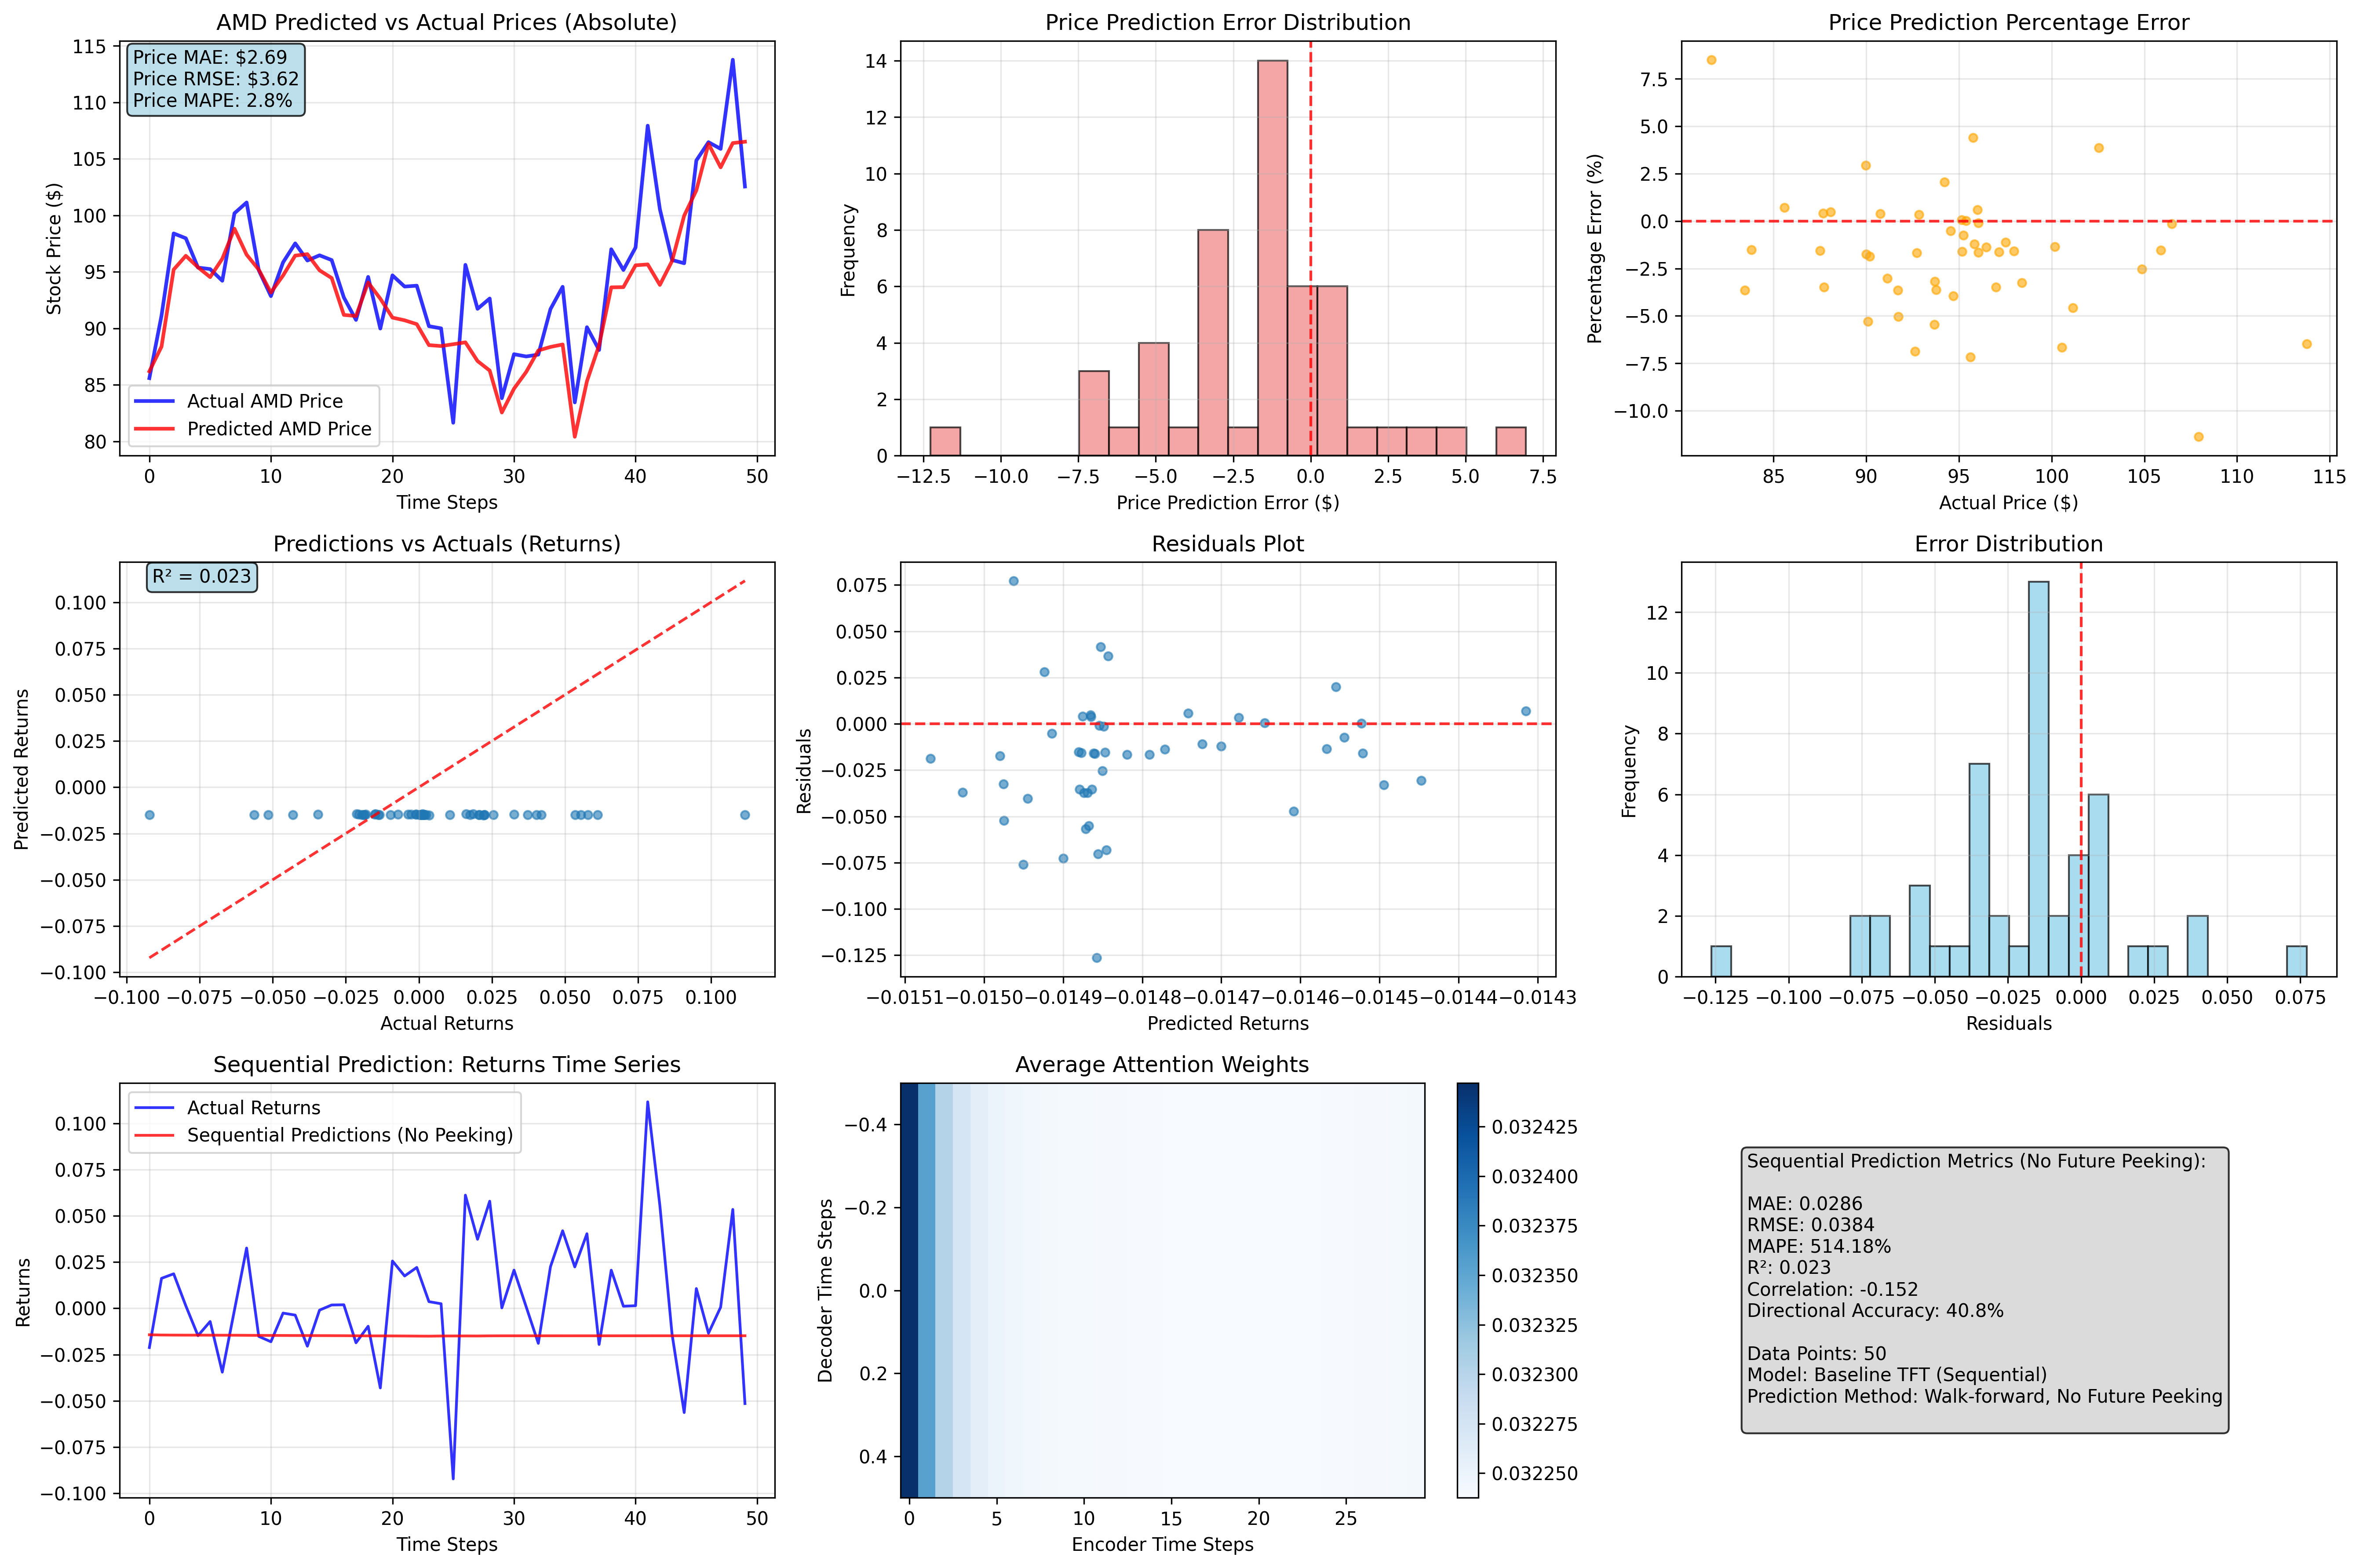 AMD Predicted vs Actual Prices (Absolute)
Price MAE: $2.69
Price RMSE: $3.62
Price MAPE: 2.8%
Stock Price ($)
115
110
105
100
95
90
85
80
Actual AMD Price
Predicted AMD Price
0 10 20 30 40 50
Time Steps
Price Prediction Error Distribution
Frequency
14
12
10
8
6
4
2
0
−12.5 −10.0 −7.5 −5.0 −2.5 0.0 2.5 5.0 7.5
Price Prediction Error ($)
Price Prediction Percentage Error
Percentage Error (%)
7.5
5.0
2.5
0.0
−2.5
−5.0
−7.5
−10.0
85 90 95 100 105 110 115
Actual Price ($)
Predictions vs Actuals (Returns)
R² = 0.023
Predicted Returns
0.100
0.075
0.050
0.025
0.000
−0.025
−0.050
−0.075
−0.100
−0.100 −0.075 −0.050 −0.025 0.000 0.025 0.050 0.075 0.100
Actual Returns
Residuals Plot
Residuals
0.075
0.050
0.025
0.000
−0.025
−0.050
−0.075
−0.100
−0.125
−0.0151 −0.0150 −0.0149 −0.0148 −0.0147 −0.0146 −0.0145 −0.0144 −0.0143
Predicted Returns
Error Distribution
Frequency
12
10
8
6
4
2
0
−0.125 −0.100 −0.075 −0.050 −0.025 0.000 0.025 0.050 0.075
Residuals
Sequential Prediction: Returns Time Series
Returns
0.100
0.075
0.050
0.025
0.000
−0.025
−0.050
−0.075
−0.100
Actual Returns
Sequential Predictions (No Peeking)
0 10 20 30 40 50
Time Steps
Average Attention Weights
Decoder Time Steps
−0.4
−0.2
0.0
0.2
0.4
0 5 10 15 20 25
Encoder Time Steps
0.032425
0.032400
0.032375
0.032350
0.032325
0.032300
0.032275
0.032250
Sequential Prediction Metrics (No Future Peeking):
MAE: 0.0286
RMSE: 0.0384
MAPE: 514.18%
R²: 0.023
Correlation: -0.152
Directional Accuracy: 40.8%
Data Points: 50
Model: Baseline TFT (Sequential)
Prediction Method: Walk-forward, No Future Peeking